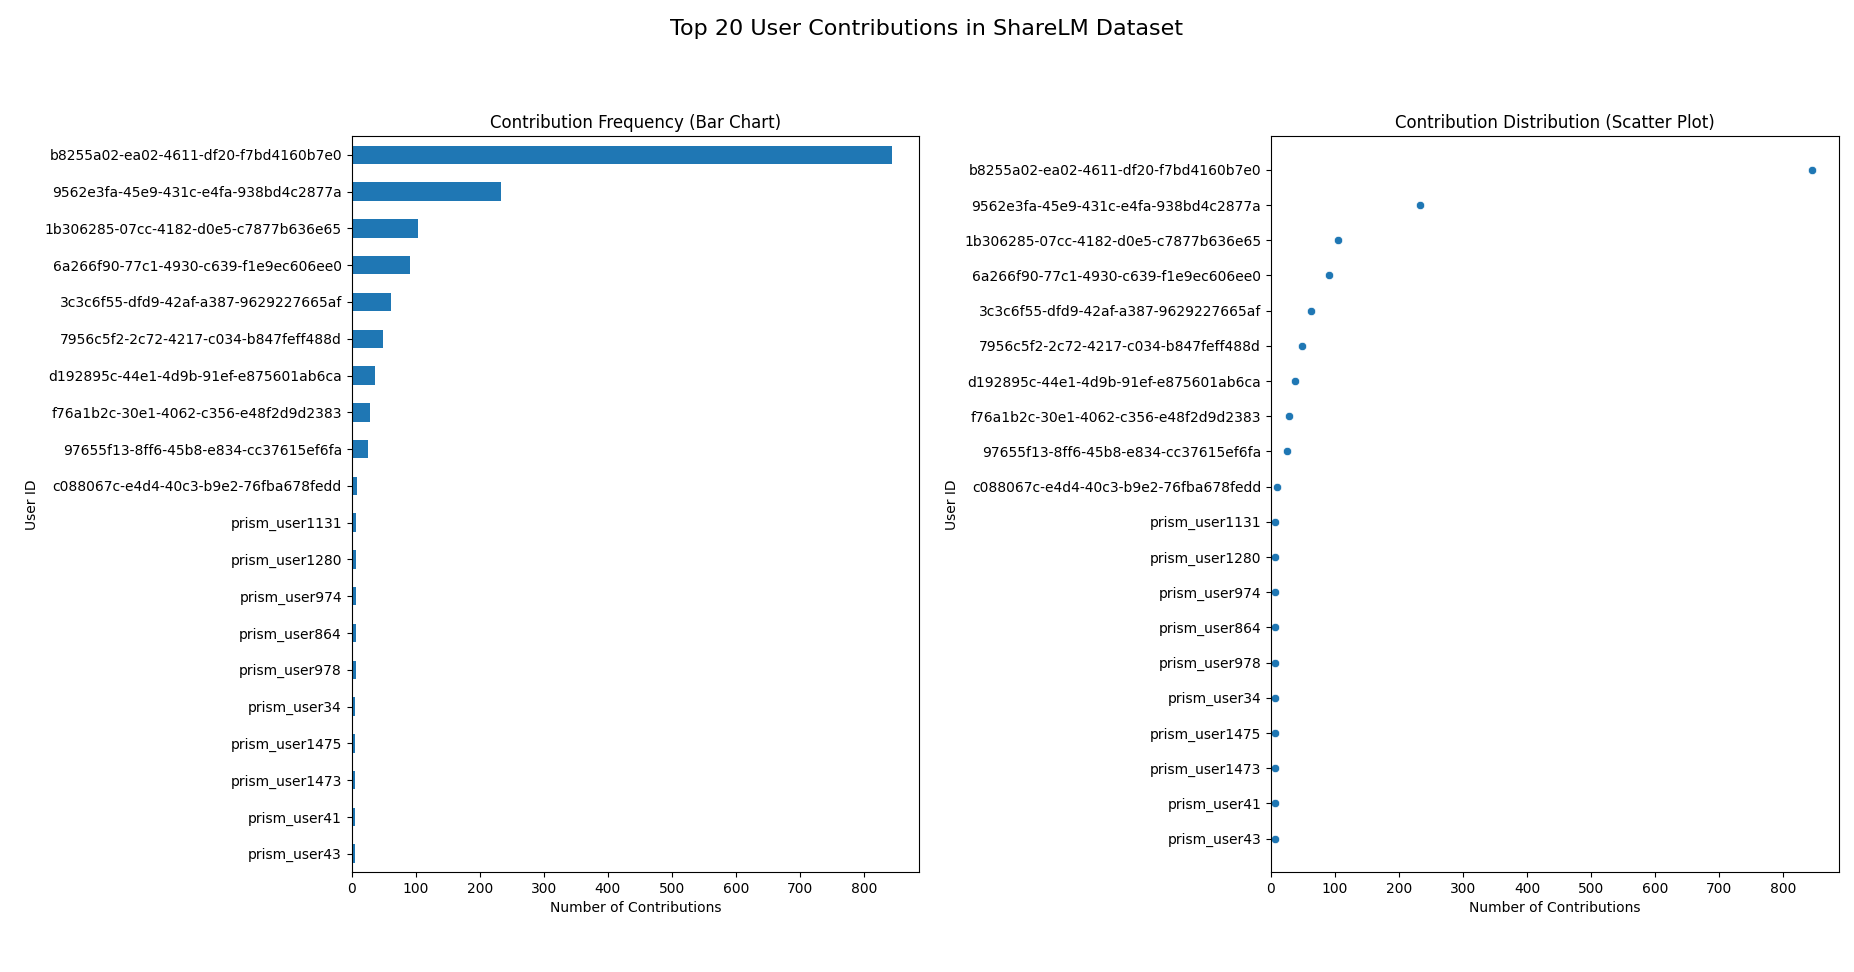 Top 20 User Contributions in ShareLM Dataset
Contribution Frequency (Bar Chart)
User ID
b8255a02-ea02-4611-df20-f7bd4160b7e0
9562e3fa-45e9-431c-e4fa-938bd4c2877a
1b306285-07cc-4182-d0e5-c7877b636e65
6a266f90-77c1-4930-c639-f1e9ec606ee0
3c3c6f55-dfd9-42af-a387-9629227665af
7956c5f2-2c72-4217-c034-b847feff488d
d192895c-44e1-4d9b-91ef-e875601ab6ca
f76a1b2c-30e1-4062-c356-e48f2d9d2383
97655f13-8ff6-45b8-e834-cc37615ef6fa
c088067c-e4d4-40c3-b9e2-76fba678fedd
prism_user1131
prism_user1280
prism_user974
prism_user864
prism_user978
prism_user34
prism_user1475
prism_user1473
prism_user41
prism_user43
0 100 200 300 400 500 600 700 800
Number of Contributions
Contribution Distribution (Scatter Plot)
User ID
b8255a02-ea02-4611-df20-f7bd4160b7e0
9562e3fa-45e9-431c-e4fa-938bd4c2877a
1b306285-07cc-4182-d0e5-c7877b636e65
6a266f90-77c1-4930-c639-f1e9ec606ee0
3c3c6f55-dfd9-42af-a387-9629227665af
7956c5f2-2c72-4217-c034-b847feff488d
d192895c-44e1-4d9b-91ef-e875601ab6ca
f76a1b2c-30e1-4062-c356-e48f2d9d2383
97655f13-8ff6-45b8-e834-cc37615ef6fa
c088067c-e4d4-40c3-b9e2-76fba678fedd
prism_user1131
prism_user1280
prism_user974
prism_user864
prism_user978
prism_user34
prism_user1475
prism_user1473
prism_user41
prism_user43
0 100 200 300 400 500 600 700 800
Number of Contributions